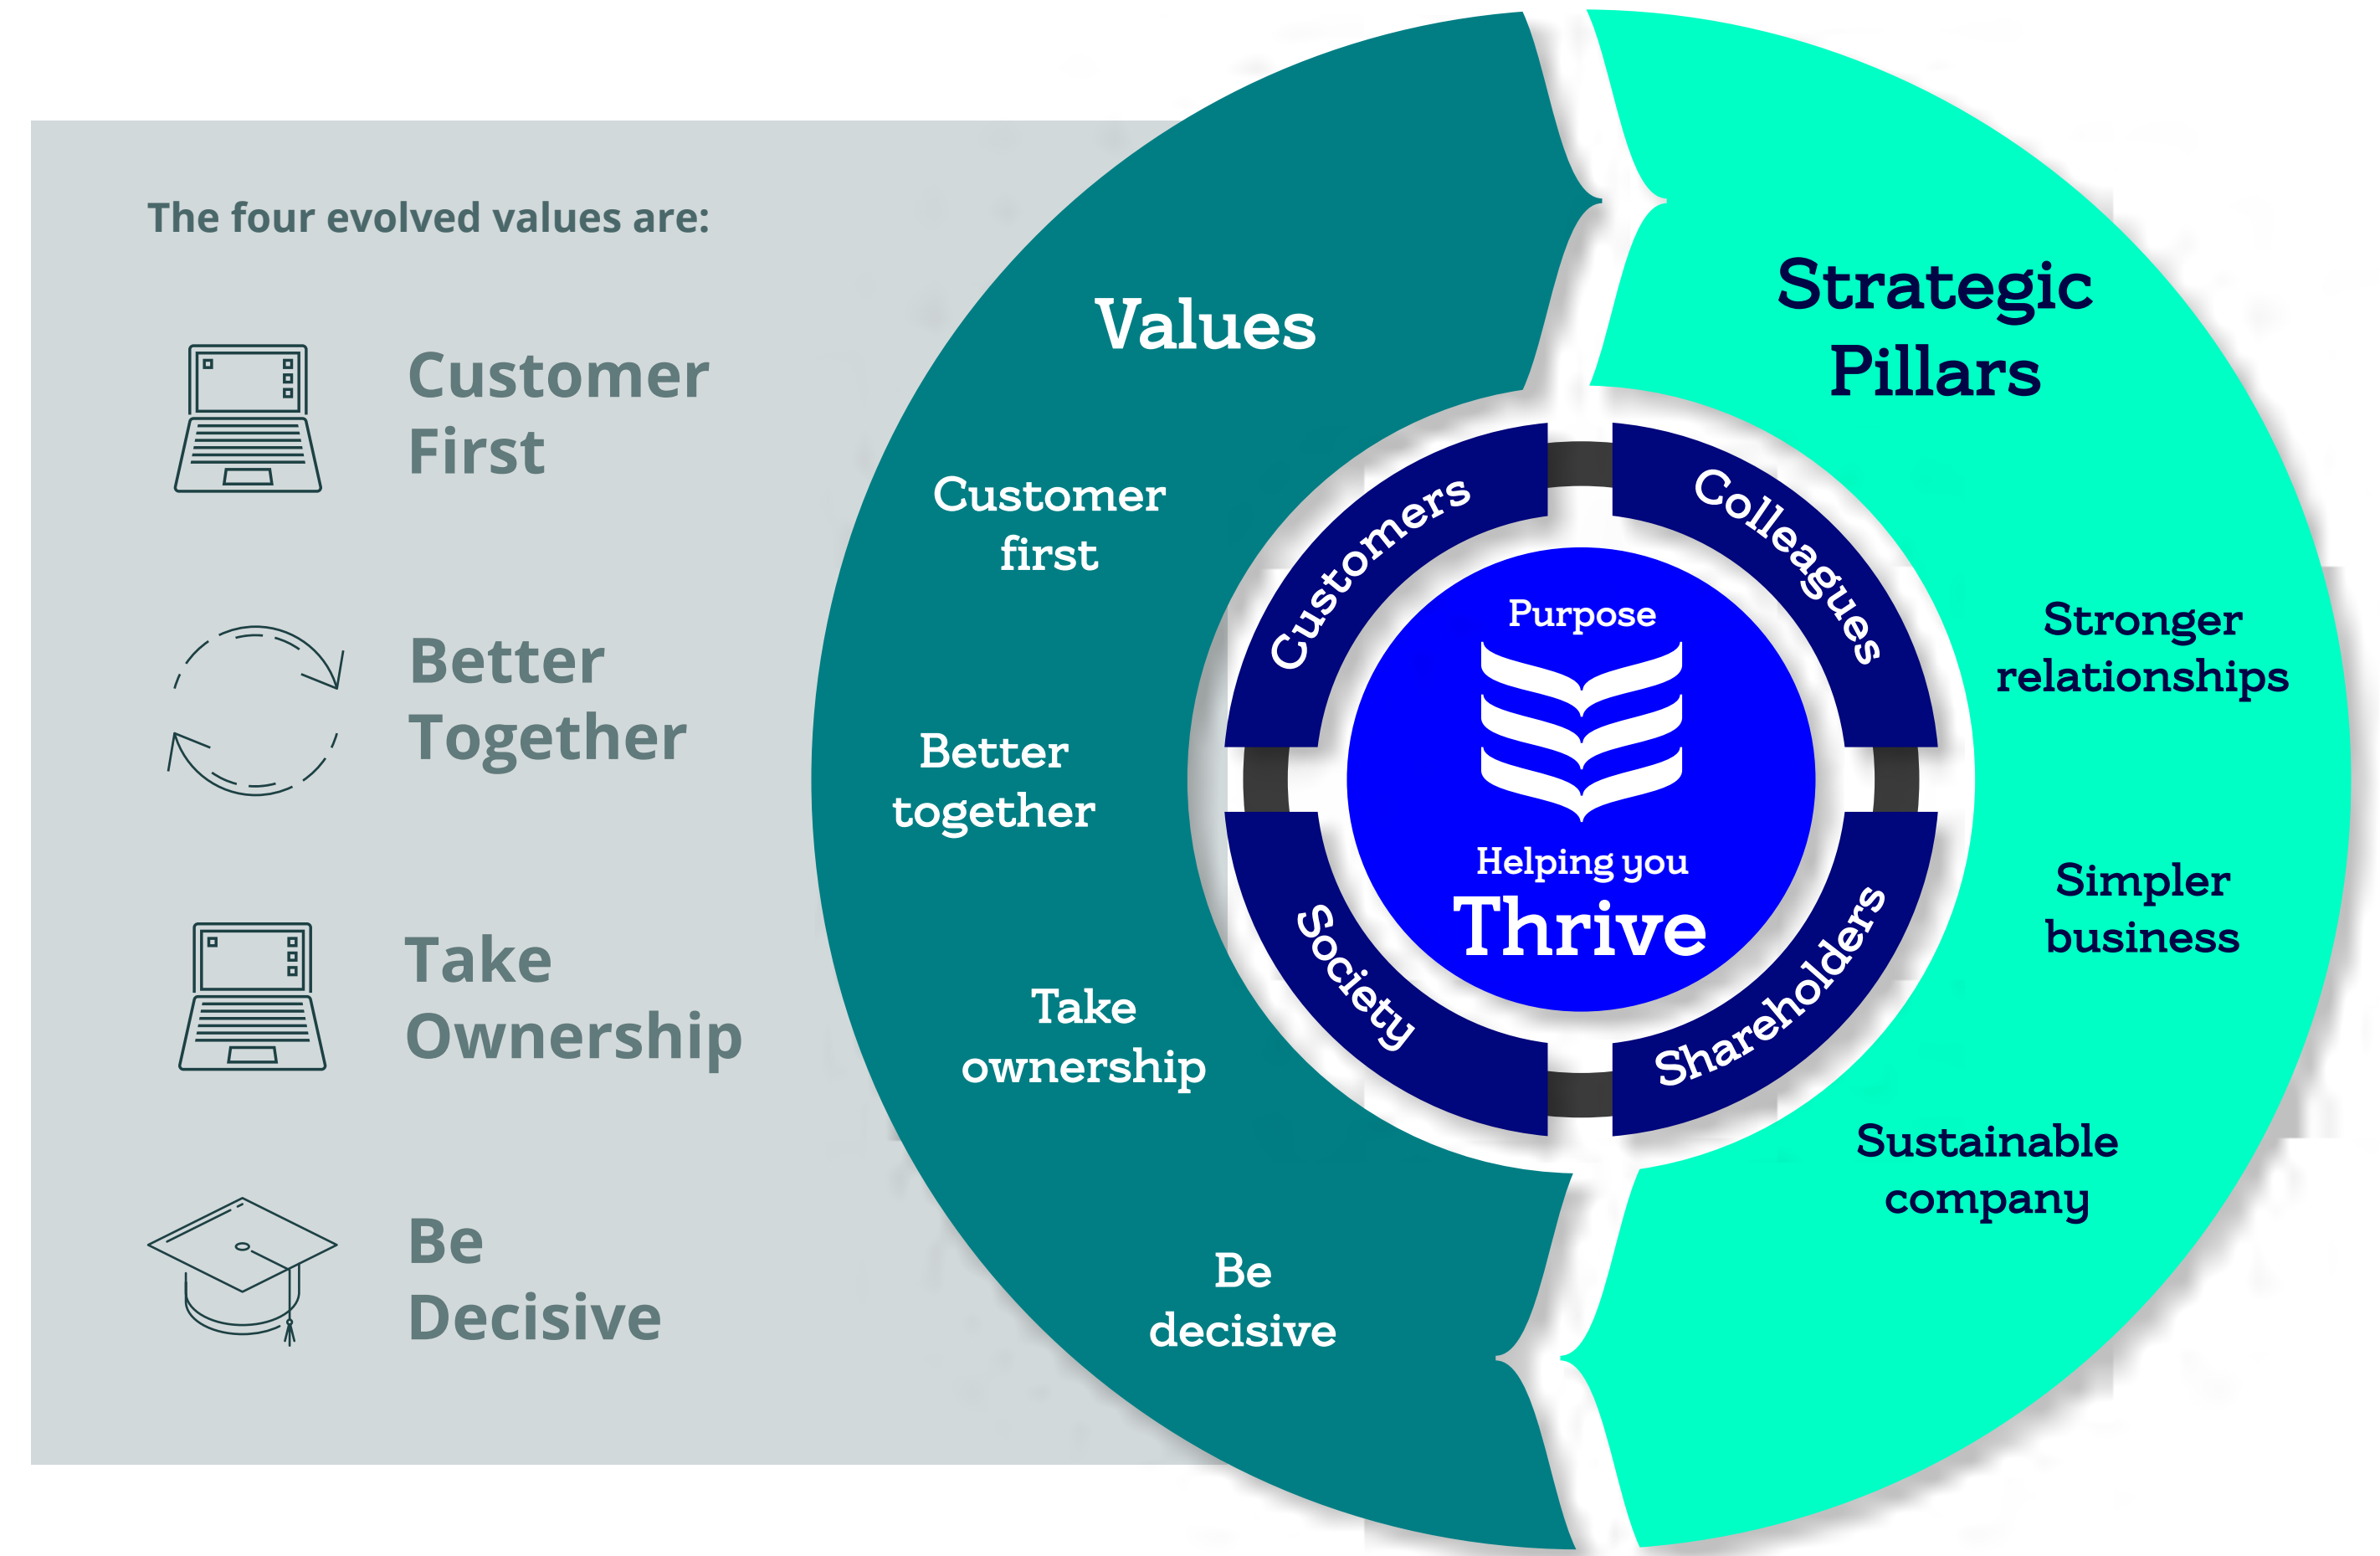 The four evolved values are:
Customer
First
Better
Together
Take
Ownership
Be
Decisive
Values
Customer
first
Better
together
Take
ownership
Be
decisive
Customers
Colleagues
Society
Shareholders
Purpose
Helping you
Thrive
Strategic
Pillars
Stronger
relationships
Simpler
business
Sustainable
company